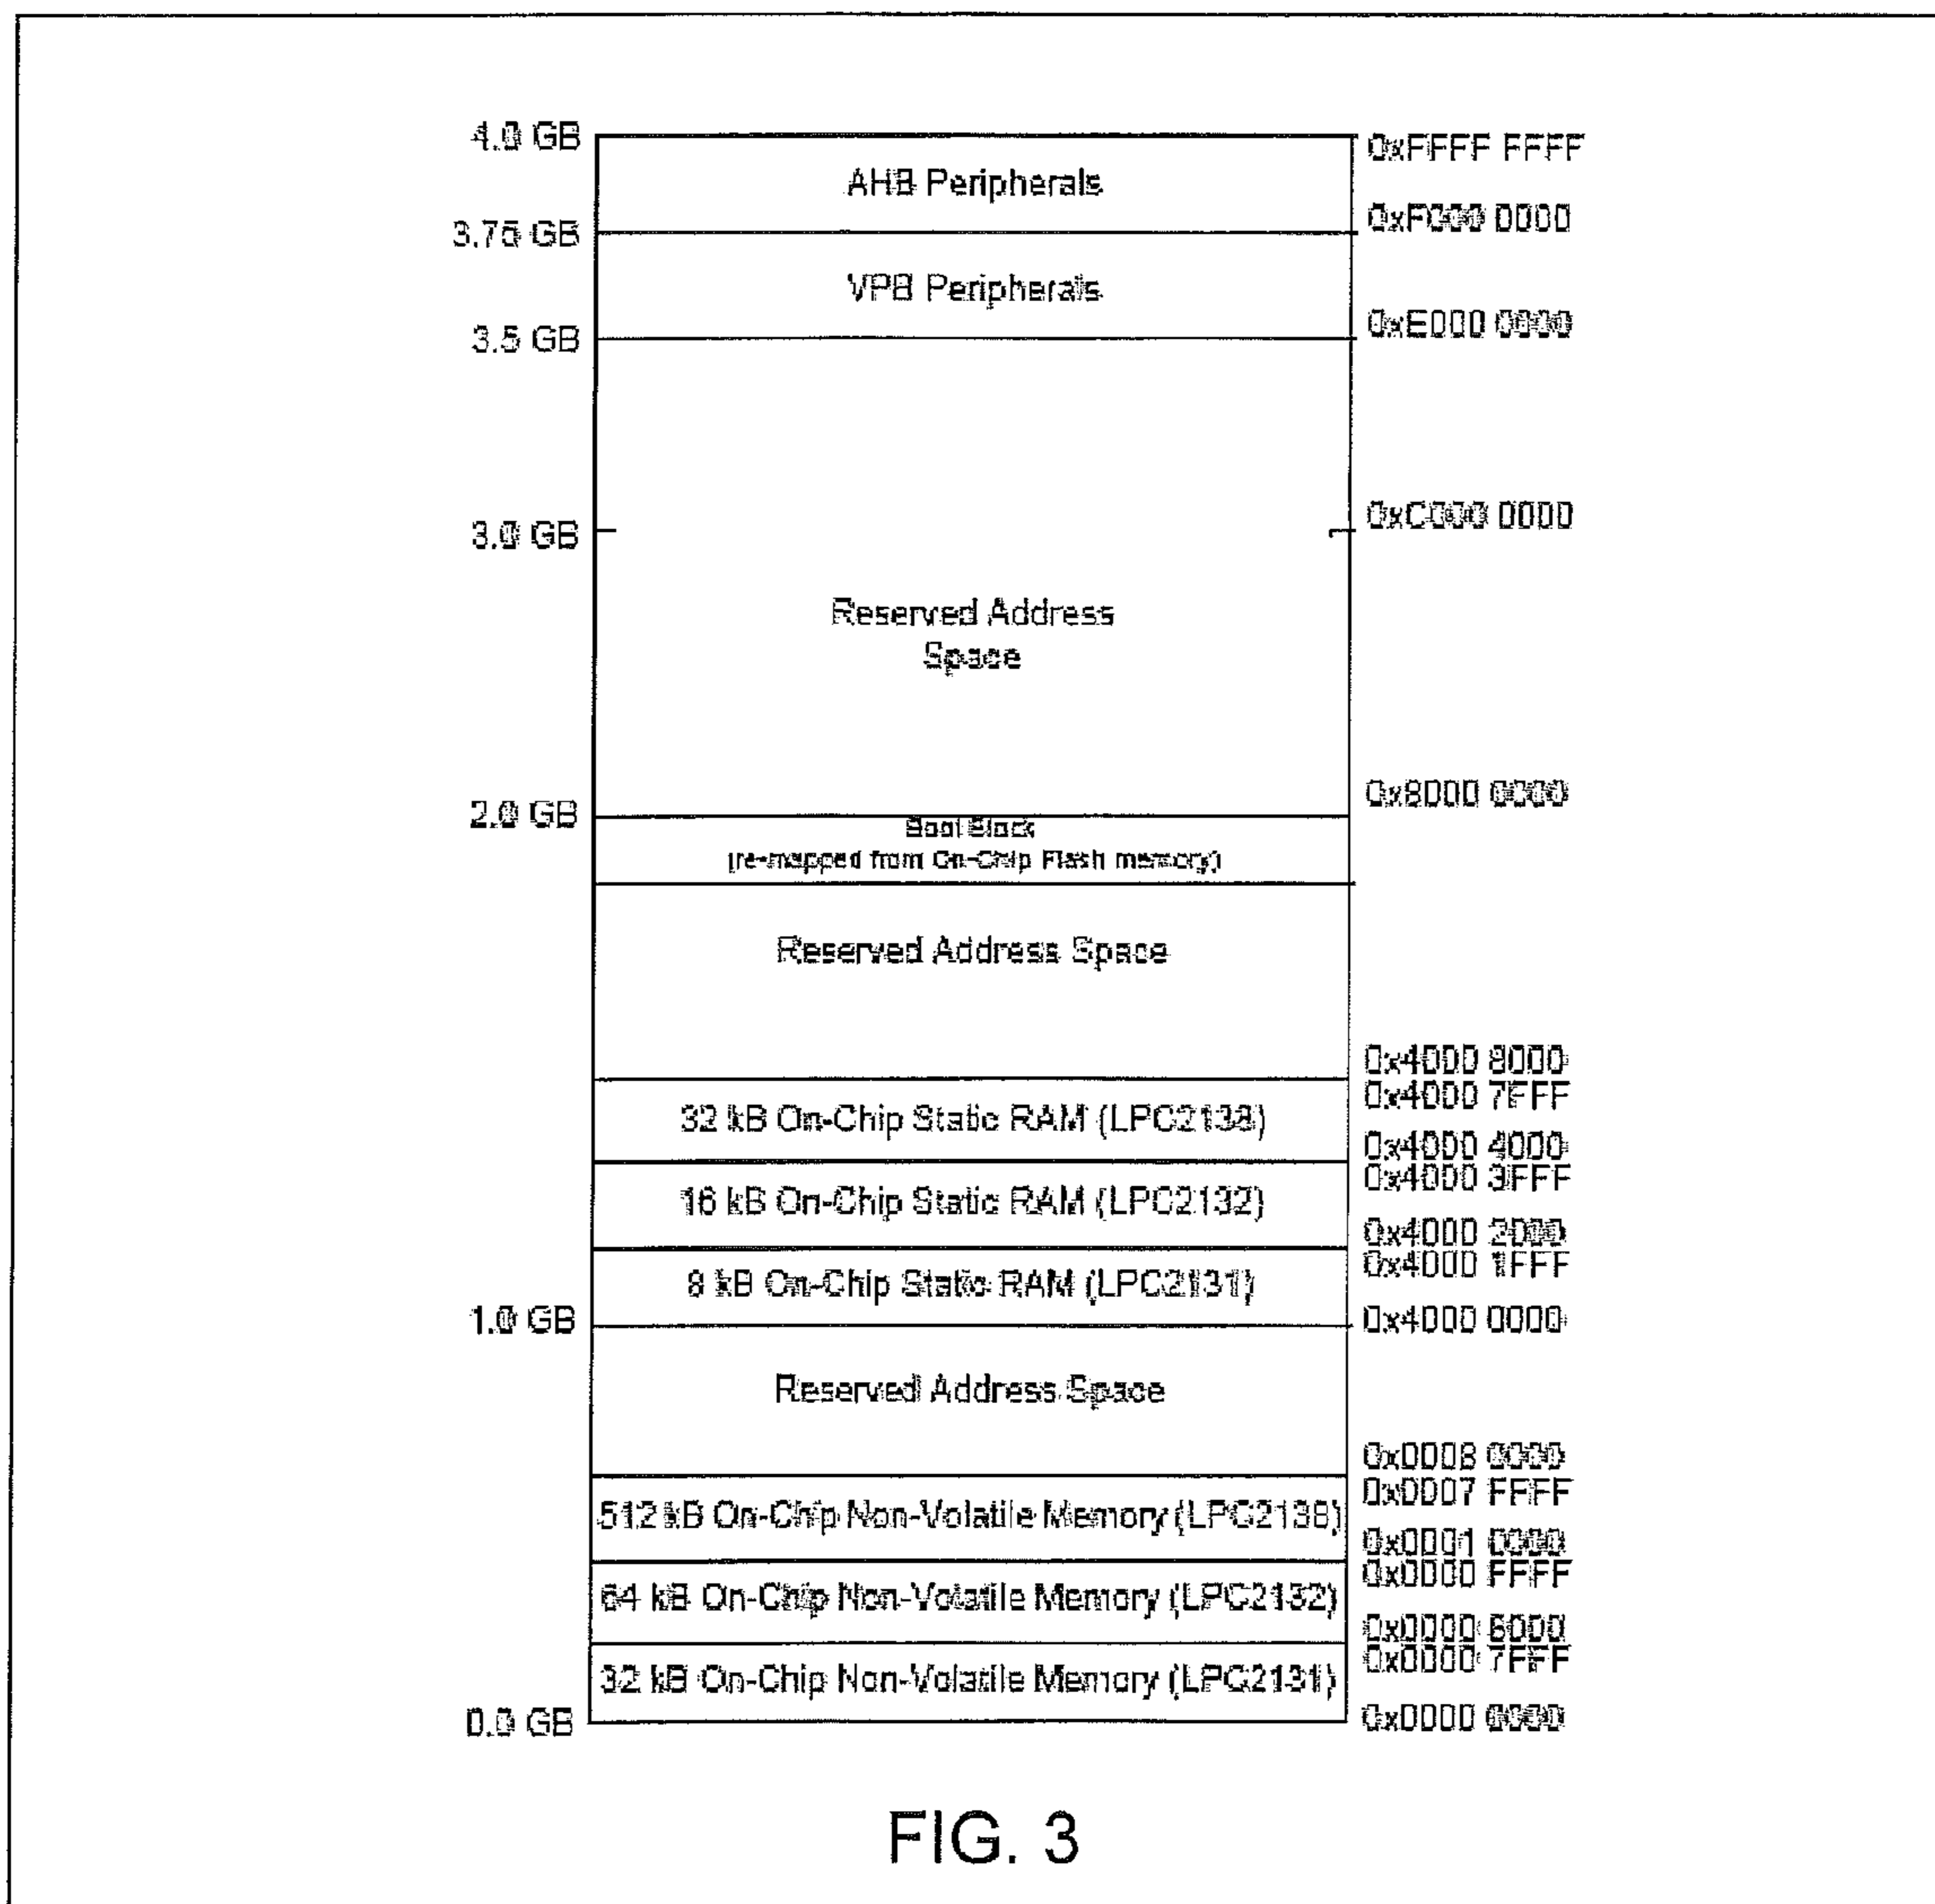 4.0 GB
0xFFFF FFFF
AHB Peripherals
3.75 GB
0xF000 0000
VPB Peripherals
3.5 GB
0xE000 0000
3.0 GB
0xC000 0000
Reserved Address
Space
2.0 GB
0x8000 0000
Boot Block
(re-mapped from On-Chip Flash memory)
Reserved Address Space
0x4000 8000
0x4000 7FFF
32 kB On-Chip Static RAM (LPC2138)
0x4000 4000
0x4000 3FFF
16 kB On-Chip Static RAM (LPC2132)
0x4000 2000
0x4000 1FFF
8 kB On-Chip Static RAM (LPC2131)
1.0 GB
0x4000 0000
Reserved Address Space
0x0008 0000
0x0007 FFFF
512 kB On-Chip Non-Volatile Memory (LPC2138)
0x0001 0000
0x0000 FFFF
64 kB On-Chip Non-Volatile Memory (LPC2132)
0x0000 8000
0x0000 7FFF
32 kB On-Chip Non-Volatile Memory (LPC2131)
0.0 GB
0x0000 0000
FIG. 3